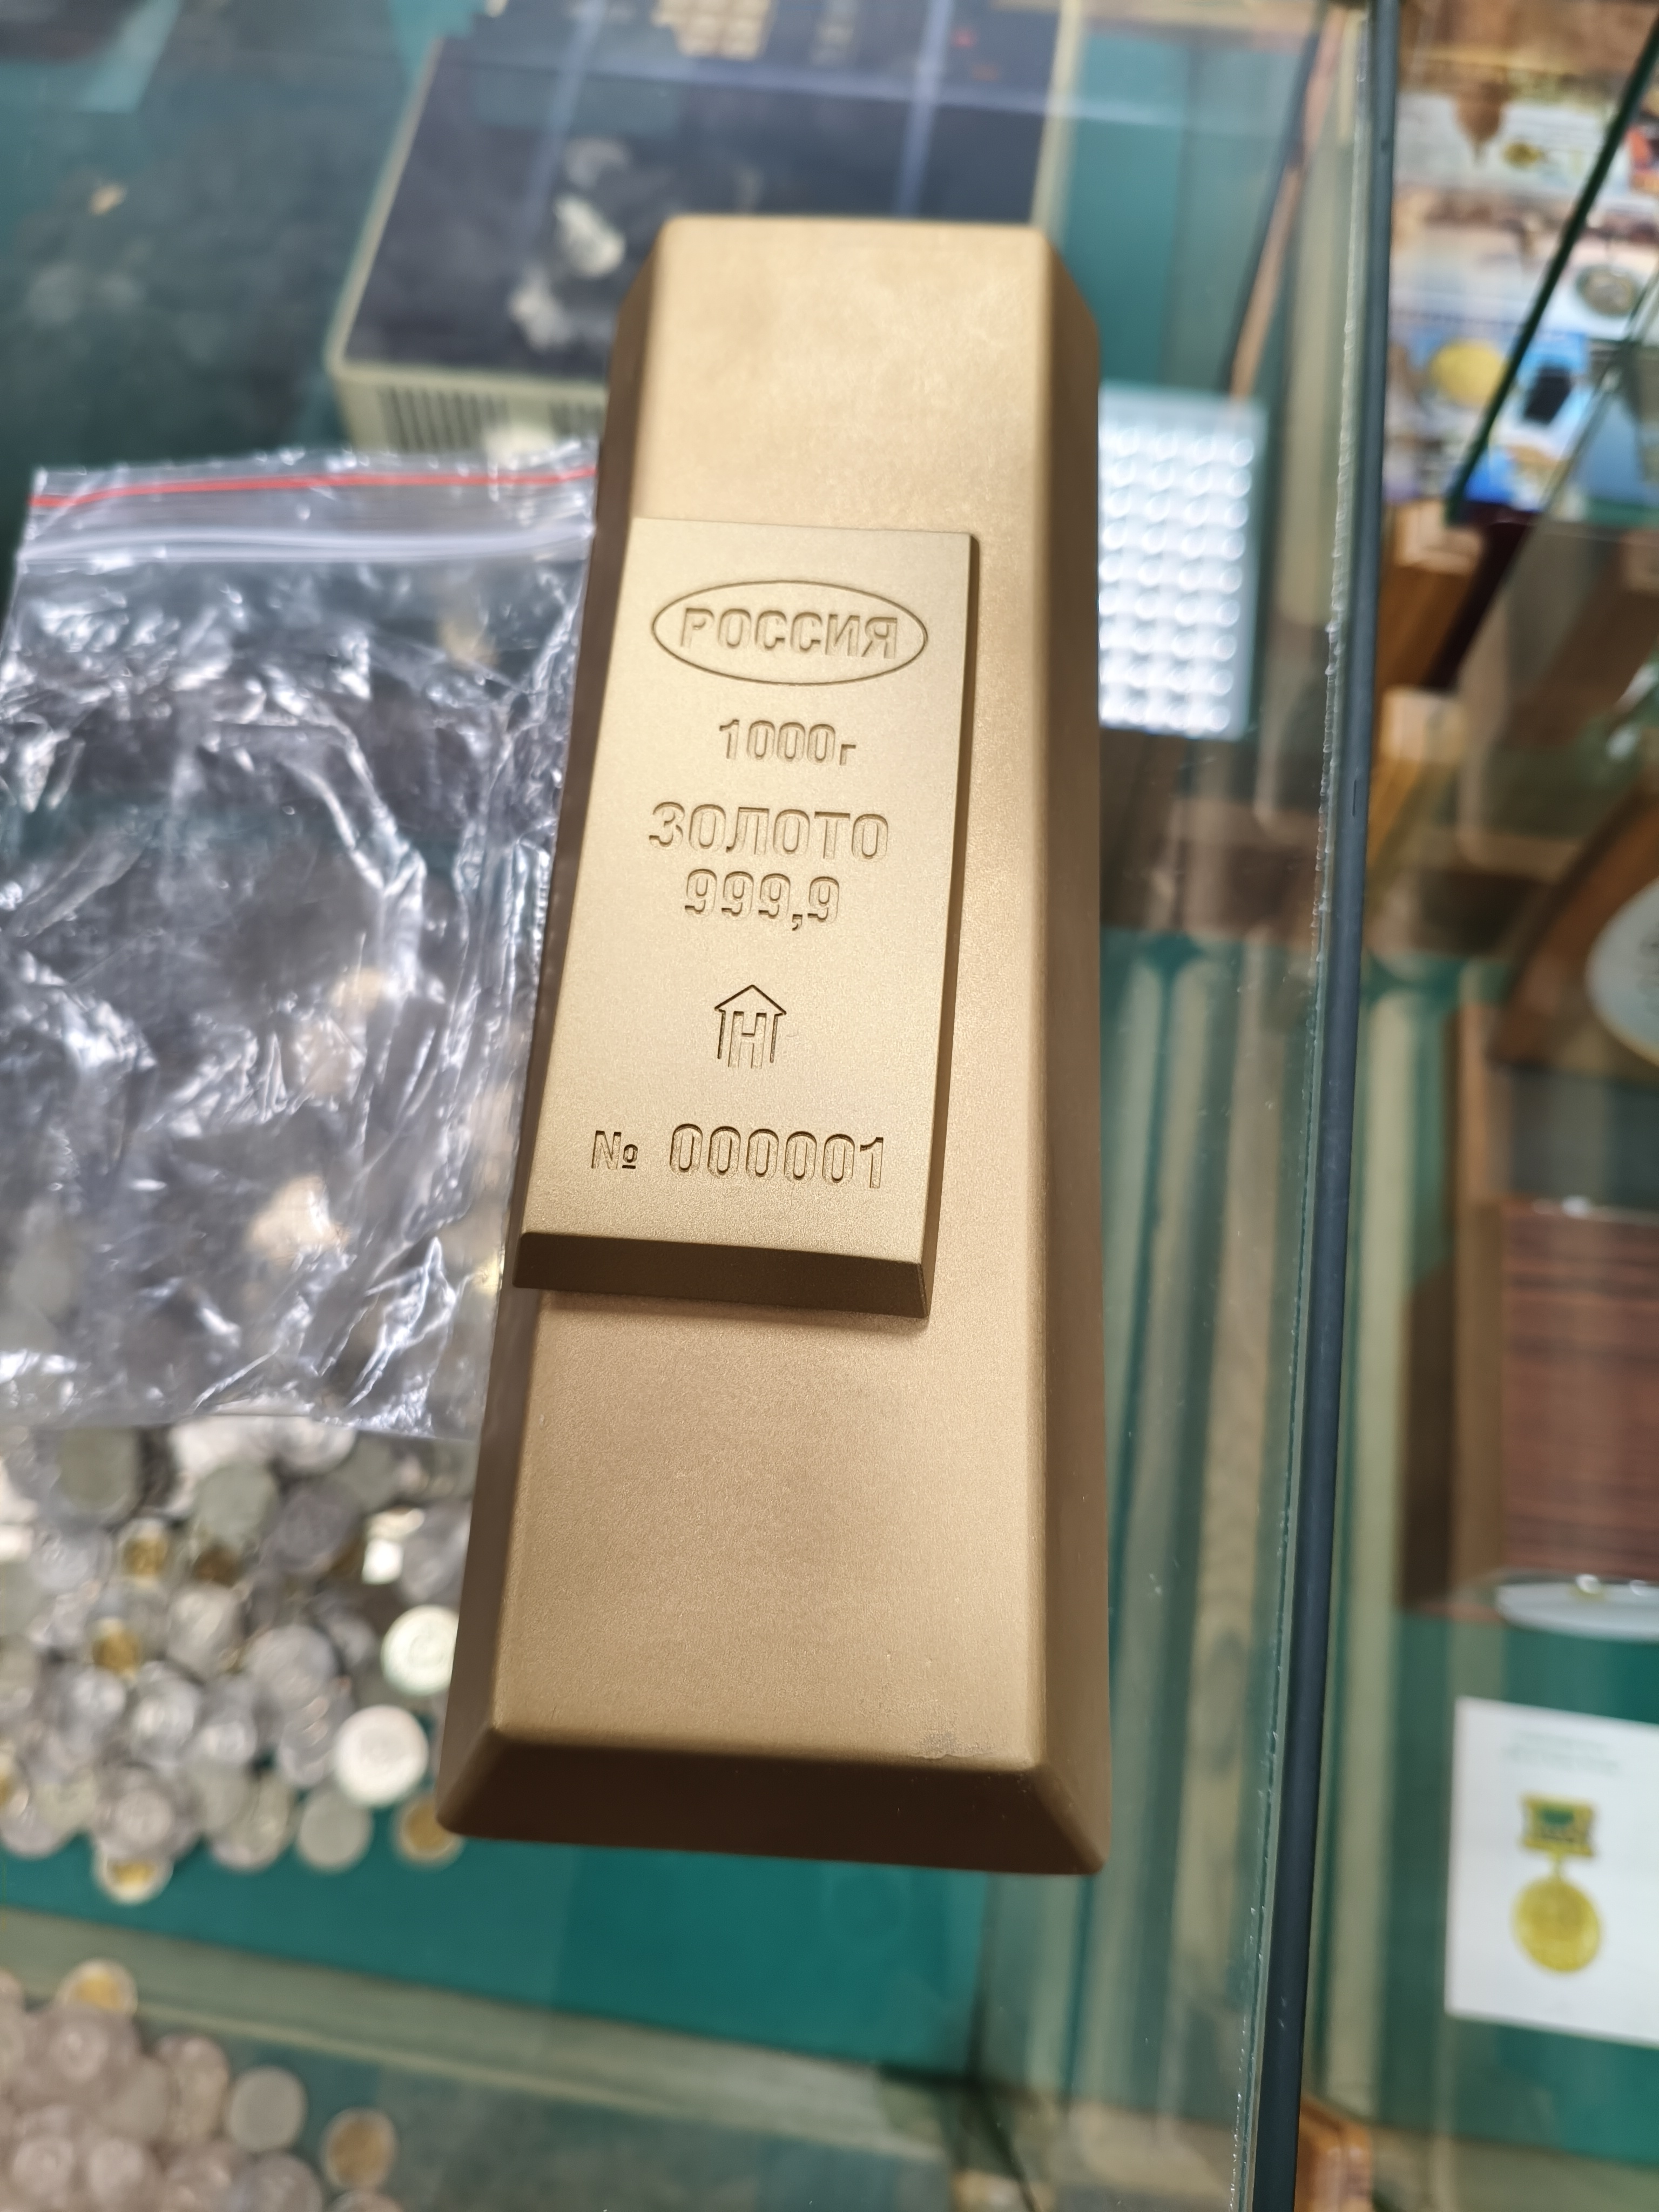 РОССИЯ
1000г
ЗОЛОТО
999,9
Н
№ 000001